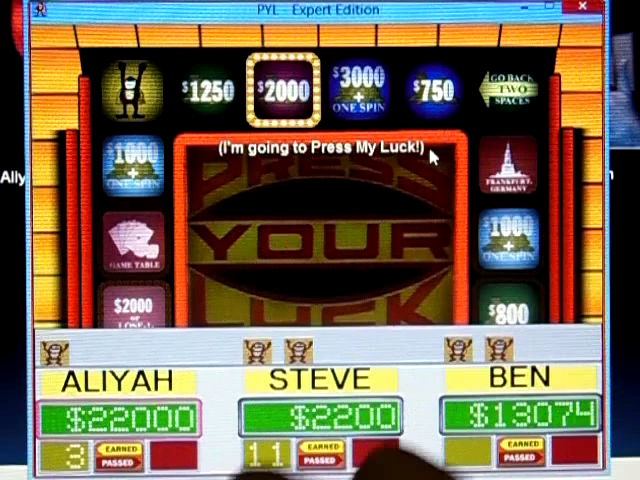 PYL - Expert Edition
$1250
$2000
$3000
+
ONE SPIN
$750
GO BACK
TWO
SPACES
(I'm going to Press My Luck!)
Ally
1000
+
ONE SPIN
PRESS
YOUR
LUCK
FRANKFURT,
GERMANY
GAME TABLE
$1000
+
ONE SPIN
$2000
OR
LOSE-1
$800
ALIYAH
STEVE
BEN
$22000
$2200
$13074
3
EARNED
PASSED
11
EARNED
PASSED
EARNED
PASSED